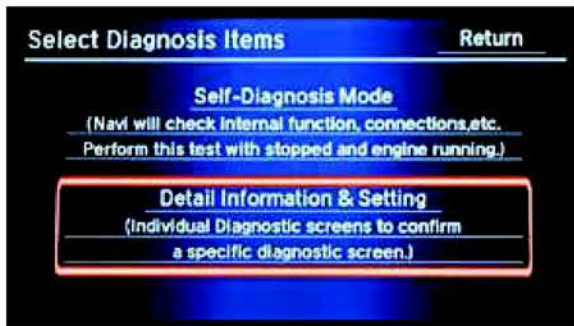 Select Diagnosis Items Return
Self-Diagnosis Mode
(Navi will check internal function, connections,etc.
Perform this test with stopped and engine running.)
Detail Information & Setting
(Individual Diagnostic screens to confirm
a specific diagnostic screen.)